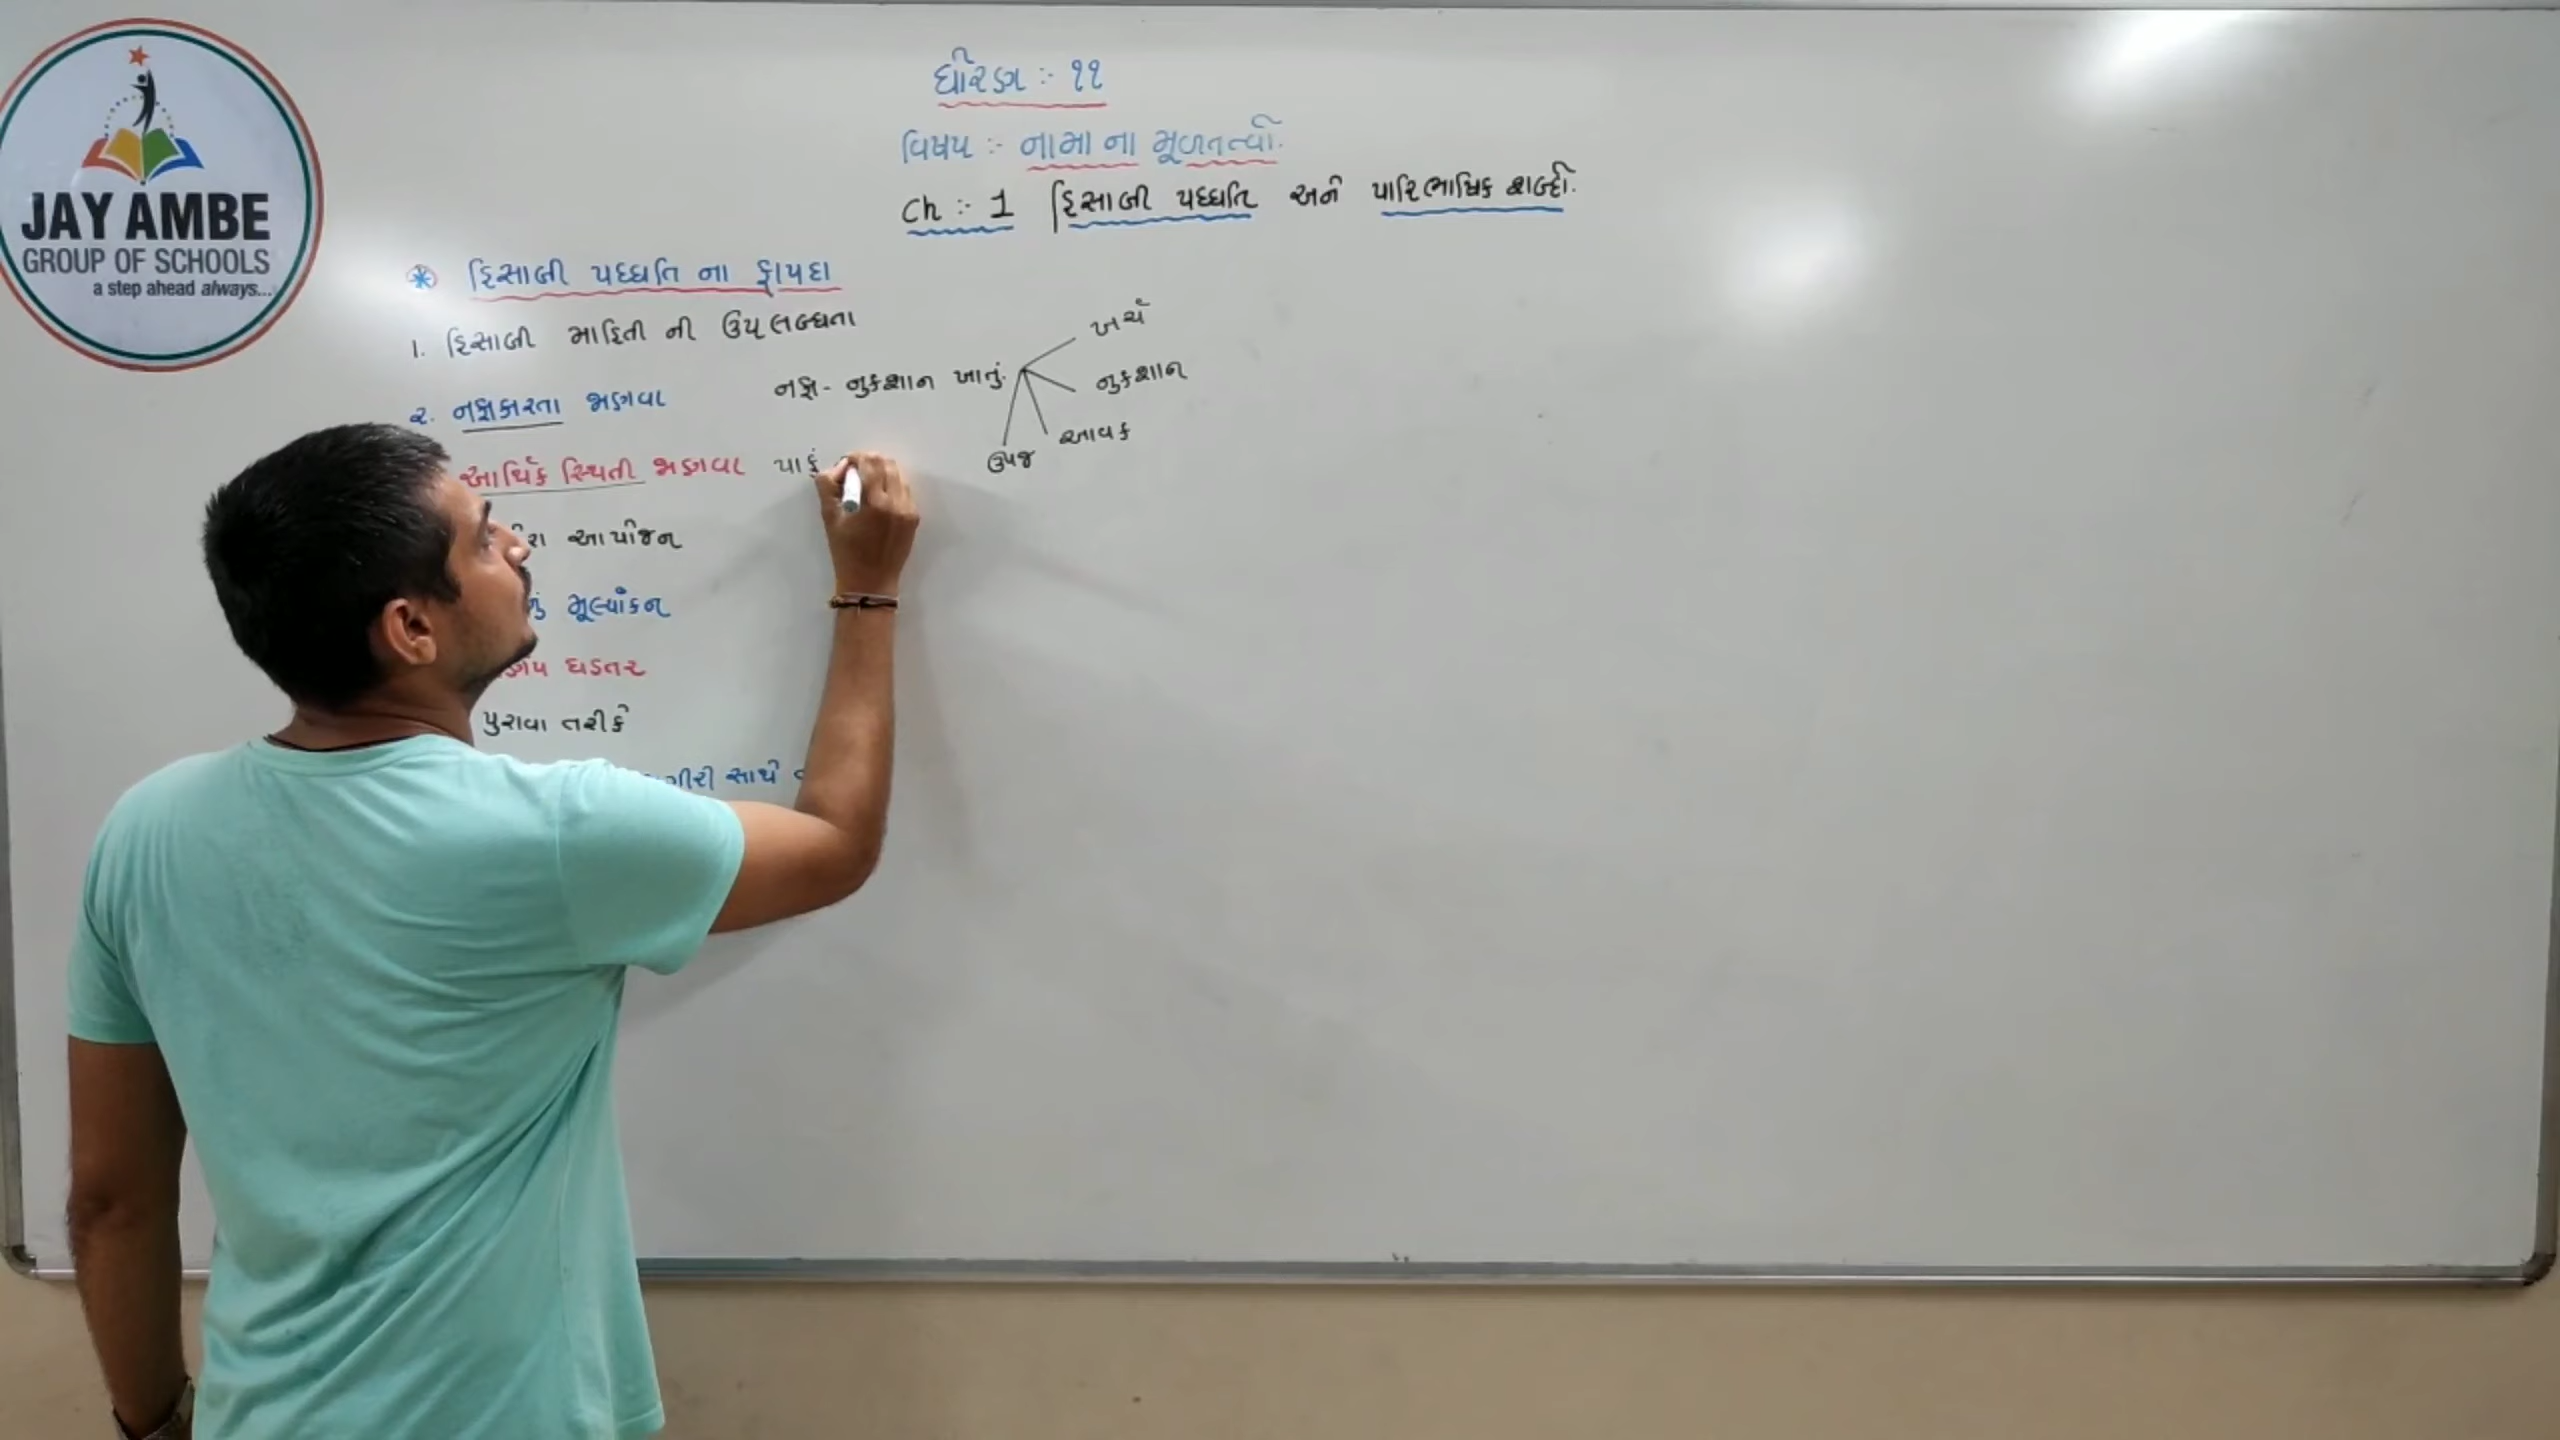 JAY AMBE
GROUP OF SCHOOLS
a step ahead always...
ધોરણ :- ૧૧
વિષય :- નામા ના મૂળતત્વો.
Ch :- 1 હિસાબી પધ્ધતિ અને પારિભાષિક શબ્દો.
* હિસાબી પધ્ધતિ ના ફાયદા
1. હિસાબી માહિતી ની ઉપલબ્ધતા
૨. નફાકારતા જાણવા નફા - નુકશાન ખાતું.
ખર્ચ
નુકશાન
આવક
ઉપજ
આર્થિક સ્થિતી જાણવા પાકું
આયોજન
મૂલ્યાંકન
ઘડતર
પુરાવા તરીકે
સાથે